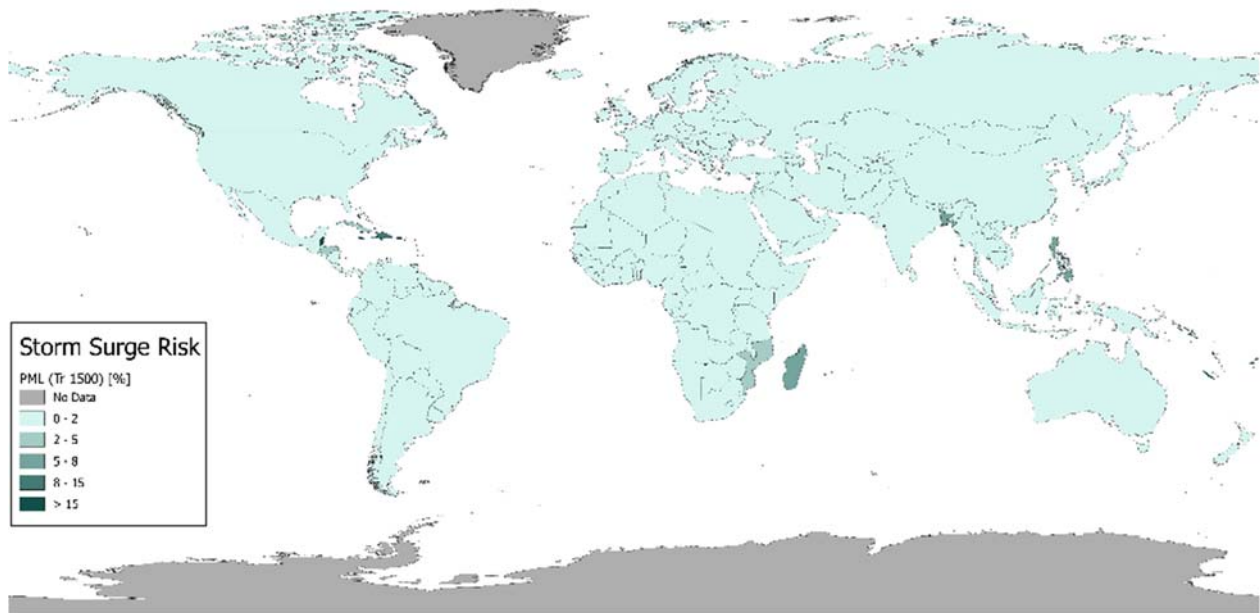 Storm Surge Risk
PML (Tr 1500) [%]
No Data
0 - 2
2 - 5
5 - 8
8 - 15
> 15